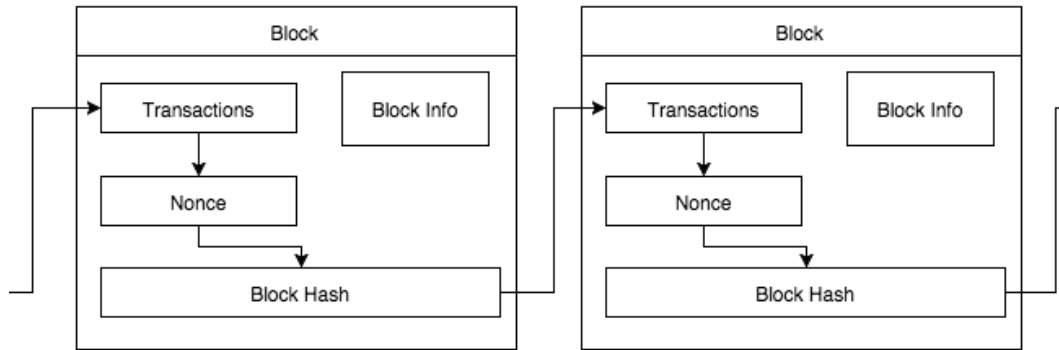 Block
Transactions
Block Info
Nonce
Block Hash
Block
Transactions
Block Info
Nonce
Block Hash